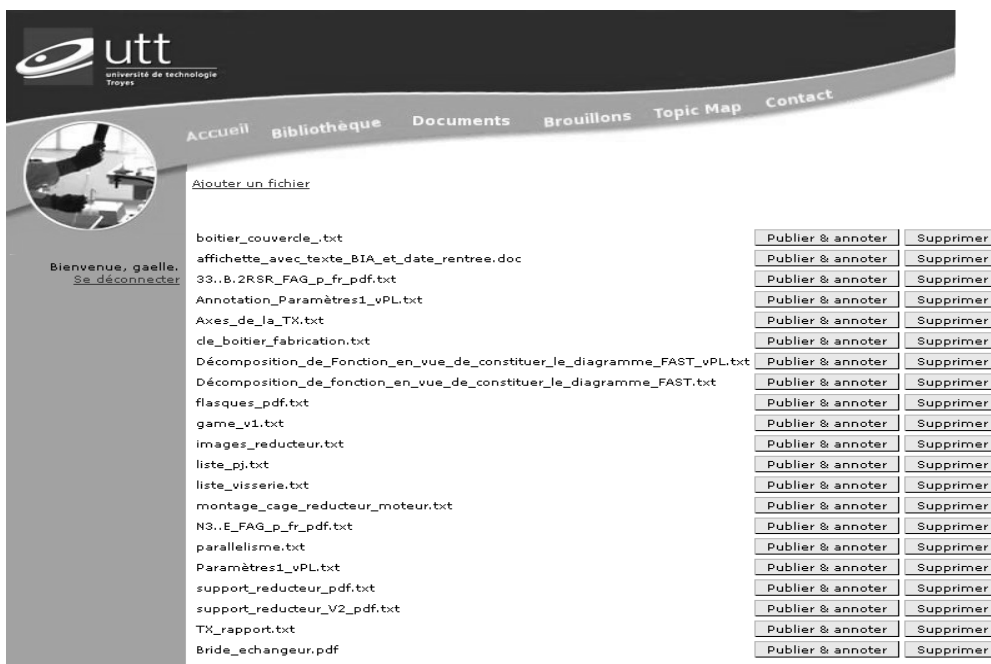 utt
université de technologie
Troyes
Accueil Bibliothèque Documents Brouillons Topic Map Contact
Ajouter un fichier
Bienvenue, gaelle.
Se déconnecter
boitier_couvercle_.txt Publier & annoter Supprimer
affichette_avec_texte_BIA_et_date_rentree.doc Publier & annoter Supprimer
33..B.2RSR_FAG_p_fr_pdf.txt Publier & annoter Supprimer
Annotation_Paramètres1_vPL.txt Publier & annoter Supprimer
Axes_de_la_TX.txt Publier & annoter Supprimer
cle_boitier_fabrication.txt Publier & annoter Supprimer
Décomposition_de_Fonction_en_vue_de_constituer_le_diagramme_FAST_vPL.txt Publier & annoter Supprimer
Décomposition_de_fonction_en_vue_de_constituer_le_diagramme_FAST.txt Publier & annoter Supprimer
flasques_pdf.txt Publier & annoter Supprimer
game_v1.txt Publier & annoter Supprimer
images_reducteur.txt Publier & annoter Supprimer
liste_pj.txt Publier & annoter Supprimer
liste_visserie.txt Publier & annoter Supprimer
montage_cage_reducteur_moteur.txt Publier & annoter Supprimer
N3..E_FAG_p_fr_pdf.txt Publier & annoter Supprimer
parallelisme.txt Publier & annoter Supprimer
Paramètres1_vPL.txt Publier & annoter Supprimer
support_reducteur_pdf.txt Publier & annoter Supprimer
support_reducteur_V2_pdf.txt Publier & annoter Supprimer
TX_rapport.txt Publier & annoter Supprimer
Bride_echangeur.pdf Publier & annoter Supprimer